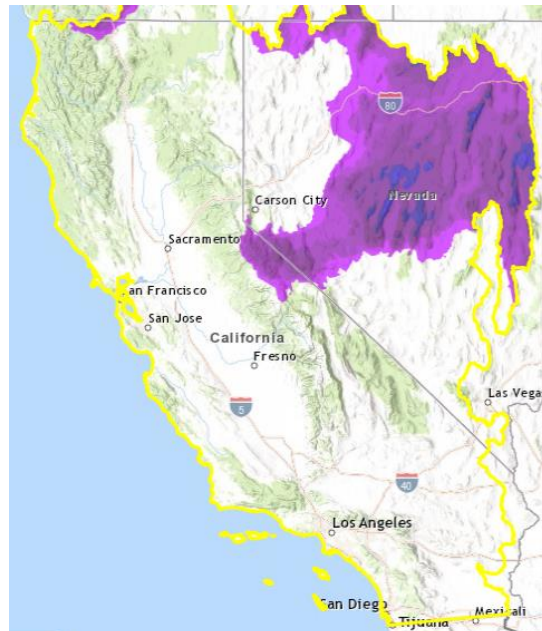 80
Nevada
Carson City
Sacramento
an Francisco
San Jose
California
Fresno
Las Vega
5
40
Los Angeles
San Diego
Tijuana
Mexicali